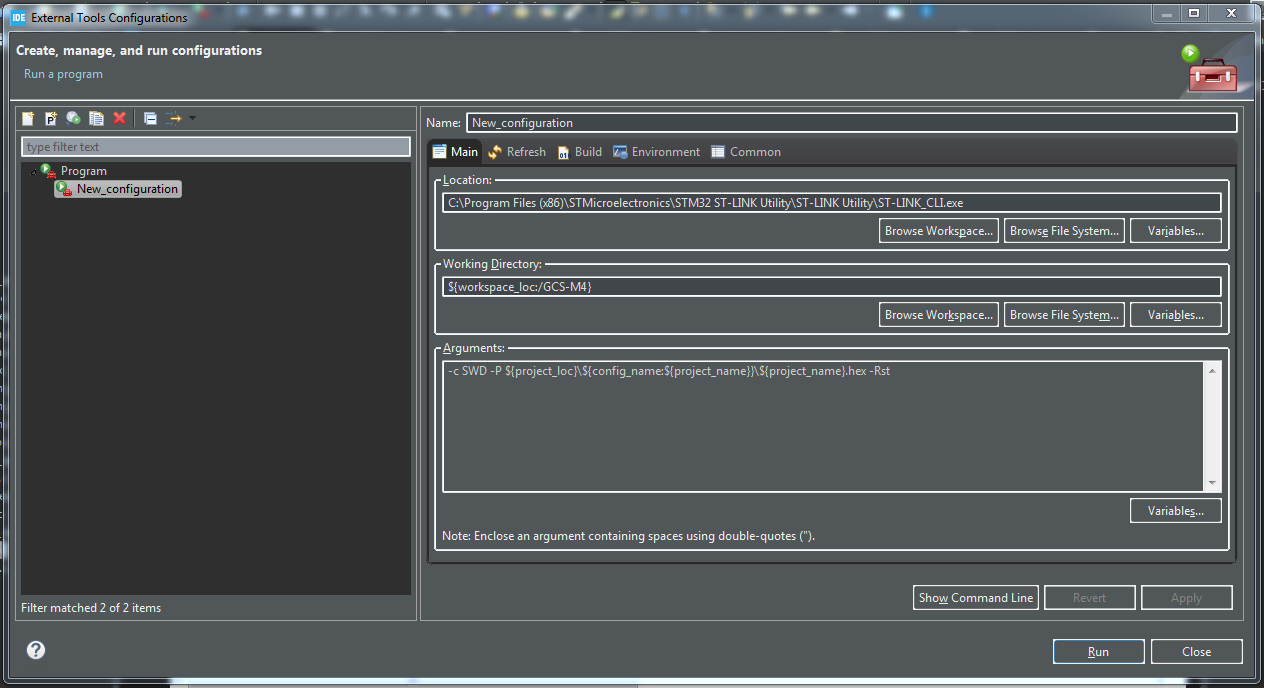 IDE External Tools Configurations
Create, manage, and run configurations
Run a program
type filter text
Program
New_configuration
Filter matched 2 of 2 items
Name: New_configuration
Main Refresh Build Environment Common
Location:
C:\Program Files (x86)\STMicroelectronics\STM32 ST-LINK Utility\ST-LINK Utility\ST-LINK_CLI.exe
Browse Workspace... Browse File System... Variables...
Working Directory:
${workspace_loc:/GCS-M4}
Browse Workspace... Browse File System... Variables...
Arguments:
-c SWD -P ${project_loc}\${config_name:${project_name}}\${project_name}.hex -Rst
Variables...
Note: Enclose an argument containing spaces using double-quotes (").
Show Command Line Revert Apply
Run Close